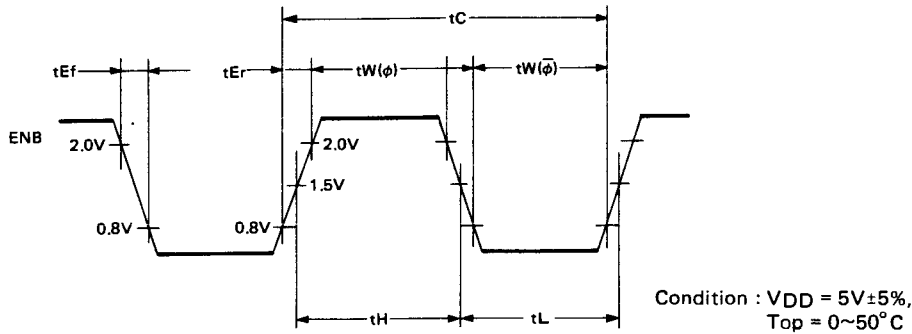 tC
tEf
tEr
tW(ϕ)
tW(ϕ̄)
ENB
2.0V
2.0V
1.5V
0.8V
0.8V
tH
tL
Condition : VDD = 5V±5%,
Top = 0~50°C